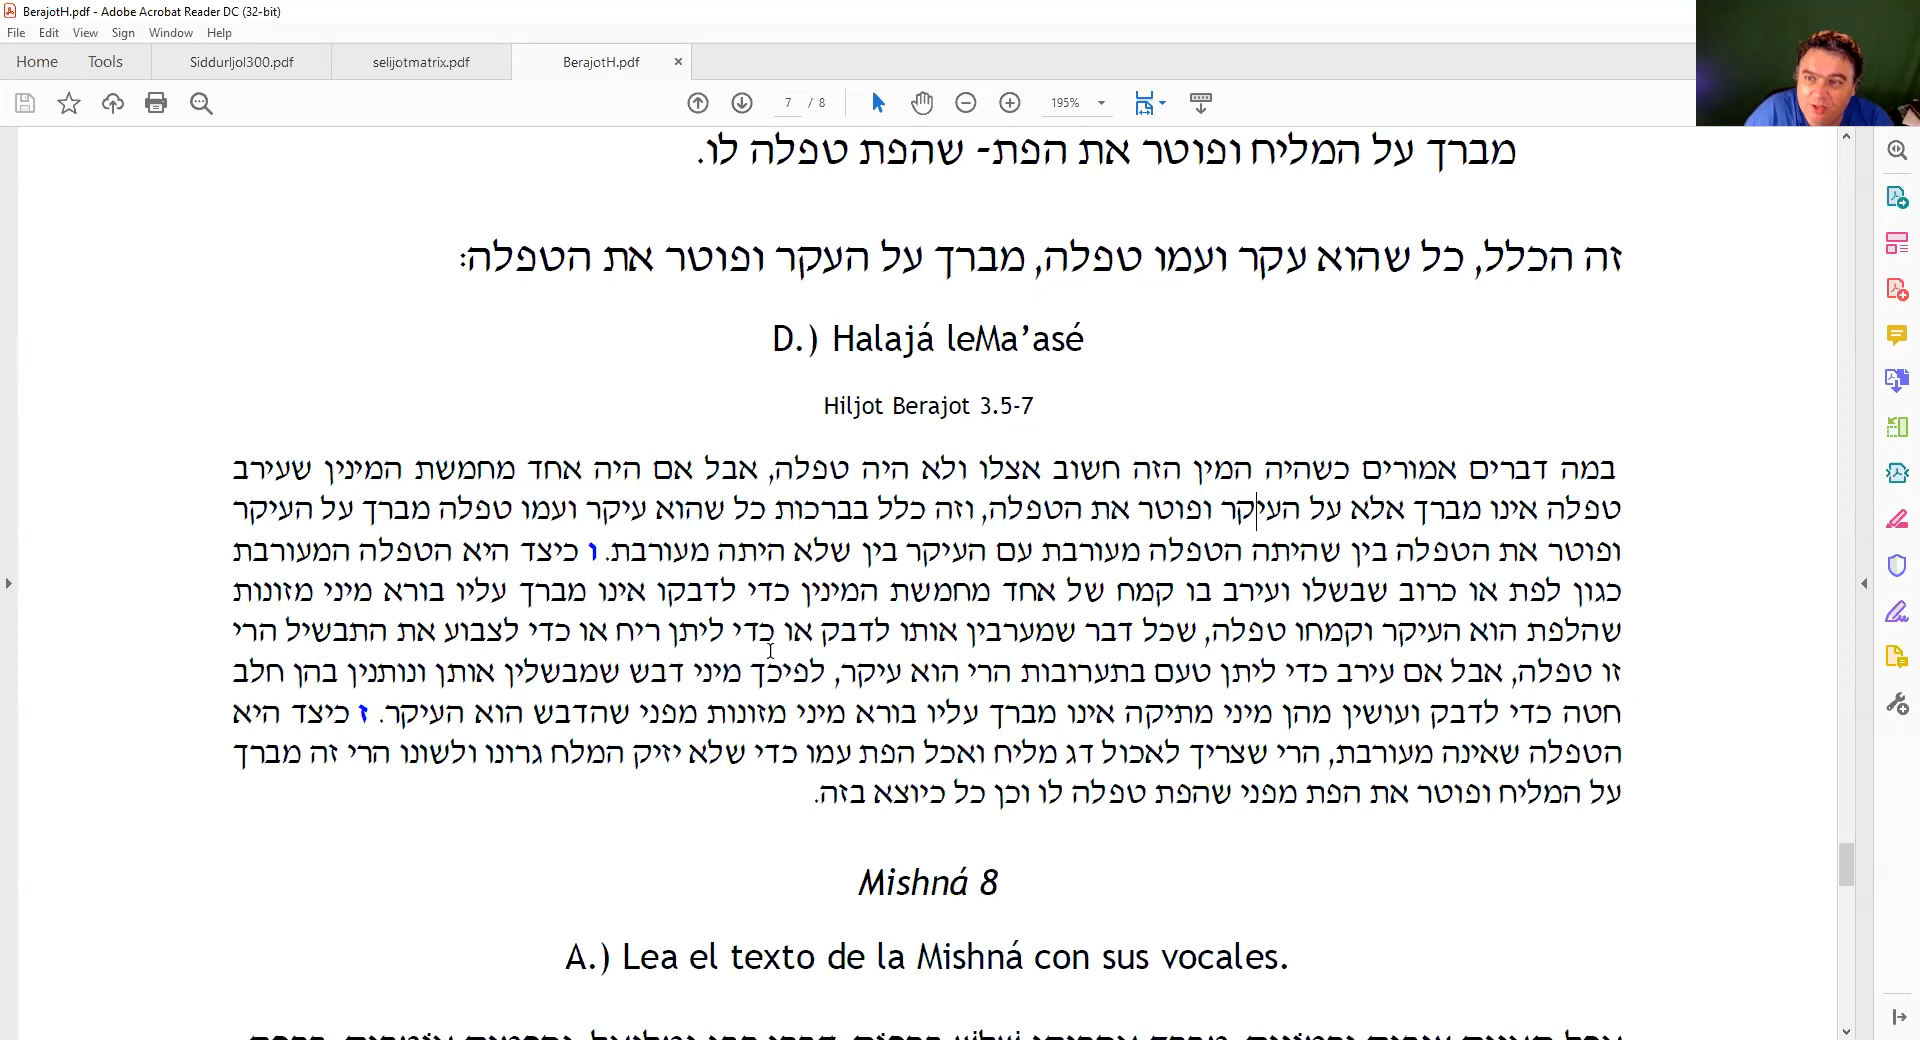 BerajotH.pdf - Adobe Acrobat Reader DC (32-bit)
File Edit View Sign Window Help
Home Tools Siddurljol300.pdf selijotmatrix.pdf BerajotH.pdf
7 / 8 195%
מברך על המליח ופוטר את הפת- שהפת טפלה לו.
זה הכלל, כל שהוא עקר ועמו טפלה, מברך על העקר ופוטר את הטפלה:
D.) Halajá leMa’asé
Hiljot Berajot 3.5-7
במה דברים אמורים כשהיה המין הזה חשוב אצלו ולא היה טפלה, אבל אם היה אחד מחמשת המינין שעירב
טפלה אינו מברך אלא על העיקר ופוטר את הטפלה, וזה כלל בברכות כל שהוא עיקר ועמו טפלה מברך על העיקר
ופוטר את הטפלה בין שהיתה הטפלה מעורבת עם העיקר בין שלא היתה מעורבת. ו כיצד היא הטפלה המעורבת
כגון לפת או כרוב שבשלו ועירב בו קמח של אחד מחמשת המינין כדי לדבקו אינו מברך עליו בורא מיני מזונות
שהלפת הוא העיקר וקמחו טפלה, שכל דבר שמערבין אותו לדבק או כדי ליתן ריח או כדי לצבוע את התבשיל הרי
זו טפלה, אבל אם עירב כדי ליתן טעם בתערובות הרי הוא עיקר, לפיכך מיני דבש שמבשלין אותן ונותנין בהן חלב
חטה כדי לדבק ועושין מהן מיני מתיקה אינו מברך עליו בורא מיני מזונות מפני שהדבש הוא העיקר. ז כיצד היא
הטפלה שאינה מעורבת, הרי שצריך לאכול דג מליח ואכל הפת עמו כדי שלא יזיק המלח גרונו ולשונו הרי זה מברך
על המליח ופוטר את הפת מפני שהפת טפלה לו וכן כל כיוצא בזה.
Mishná 8
A.) Lea el texto de la Mishná con sus vocales.